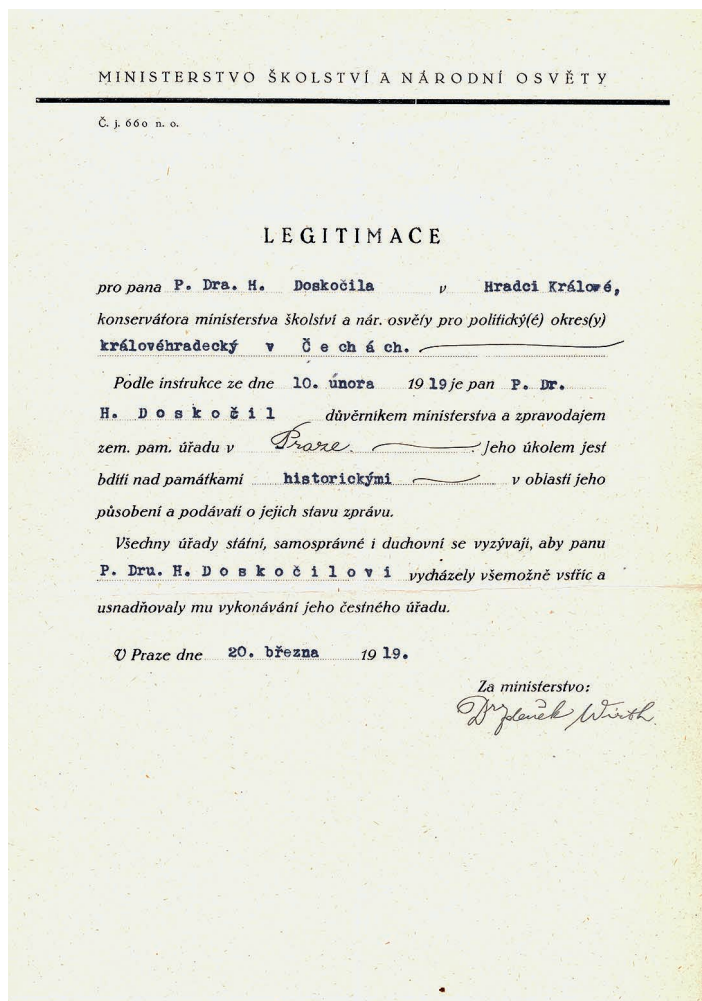 MINISTERSTVO ŠKOLSTVÍ A NÁRODNÍ OSVĚTY
Č. j. 660 n. o.
LEGITIMACE
pro pana P. Dra. H. Doskočila v Hradci Králové,
konservátora ministerstva školství a nár. osvěty pro politický(é) okres(y)
královéhradecký v Čechách.
Podle instrukce ze dne 10. února 1919 je pan P. Dr.
H. Doskočil důvěrníkem ministerstva a zpravodajem
zem. pam. úřadu v Praze. Jeho úkolem jest
bdíti nad památkami historickými v oblasti jeho
působení a podávati o jejich stavu zprávu.
Všechny úřady státní, samosprávné i duchovní se vyzývají, aby panu
P. Dru. H. Doskočilovi vycházely všemožně vstříc a
usnadňovaly mu vykonávání jeho čestného úřadu.
V Praze dne 20. března 1919.
Za ministerstvo:
Dr Zdeněk Wirth